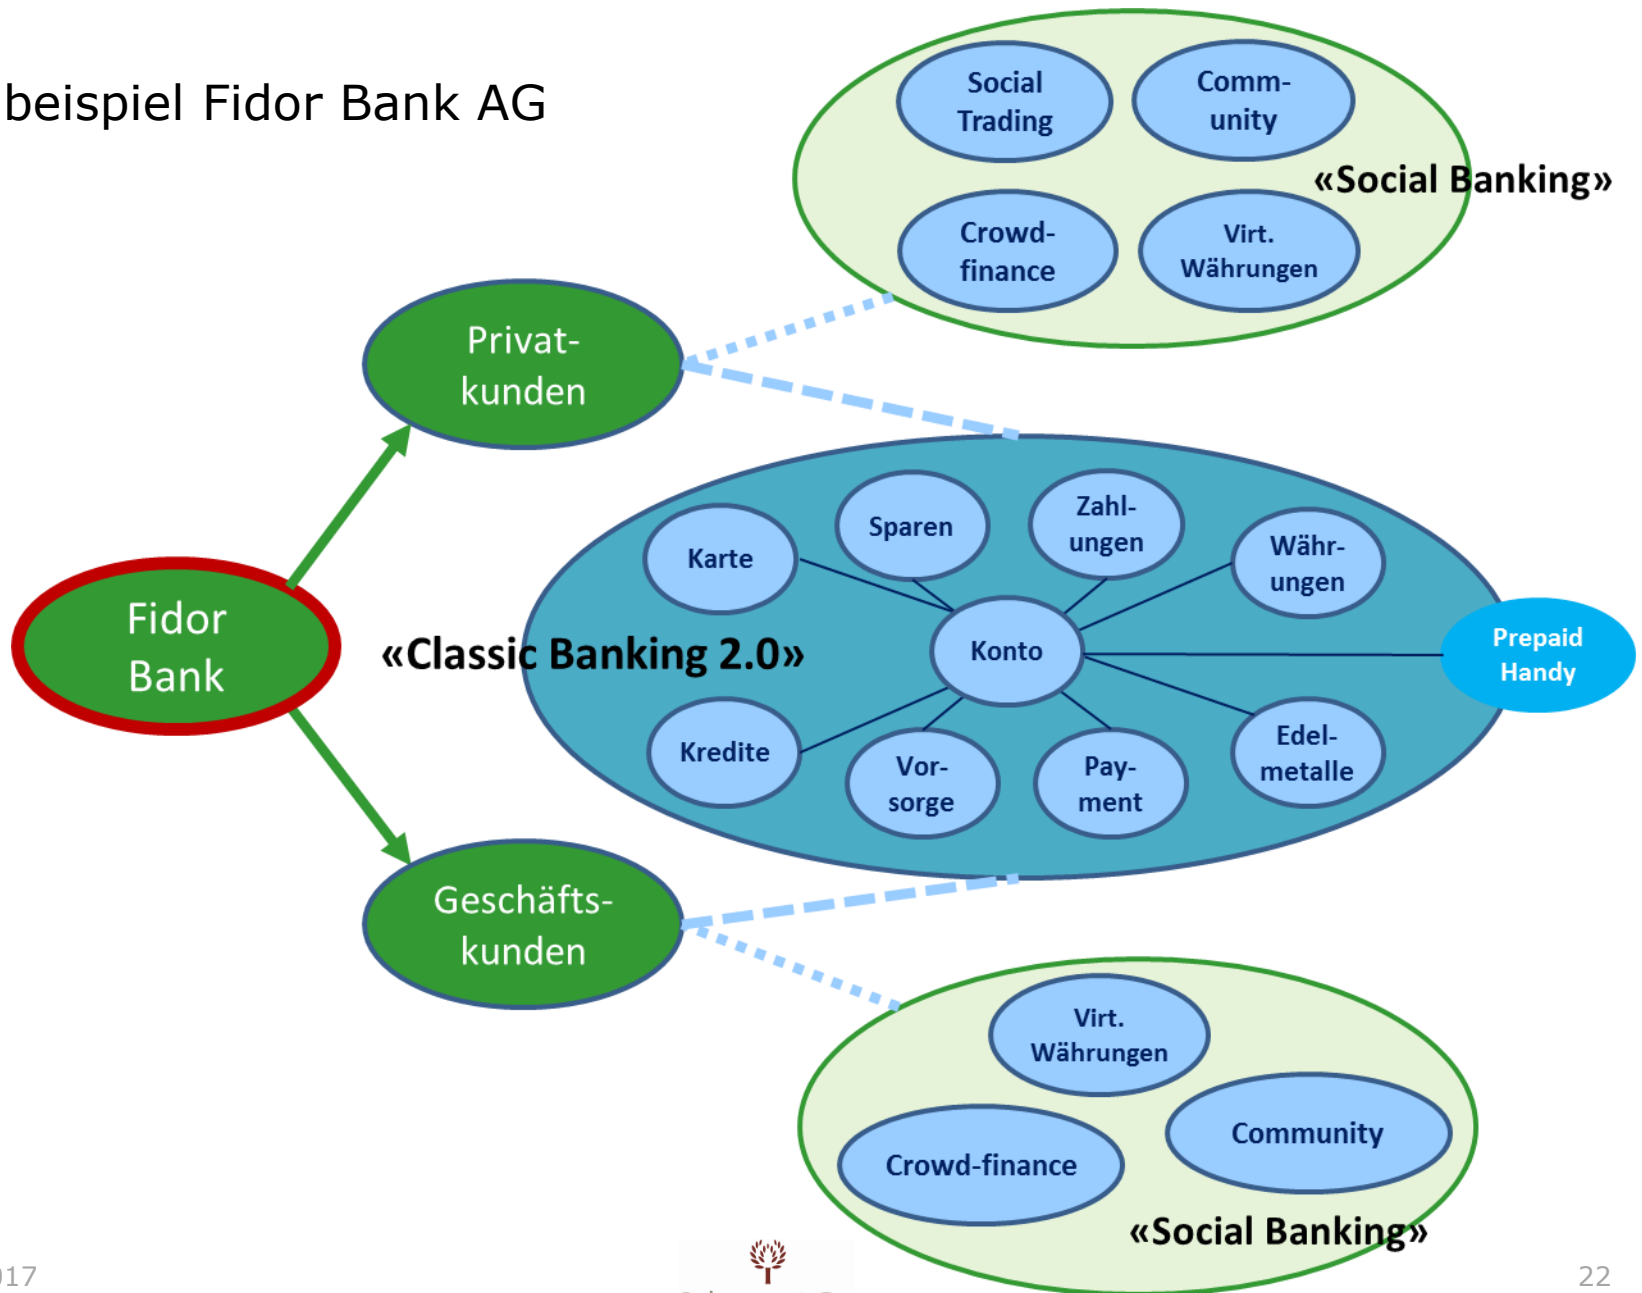 beispiel Fidor Bank AG
Social
Trading
Comm-
unity
«Social Banking»
Crowd-
finance
Virt.
Währungen
Privat-
kunden
Karte
Sparen
Zahl-
ungen
Währ-
ungen
Fidor
Bank
«Classic Banking 2.0»
Konto
Prepaid
Handy
Kredite
Vor-
sorge
Pay-
ment
Edel-
metalle
Geschäfts-
kunden
Virt.
Währungen
Community
Crowd-finance
«Social Banking»
017
22